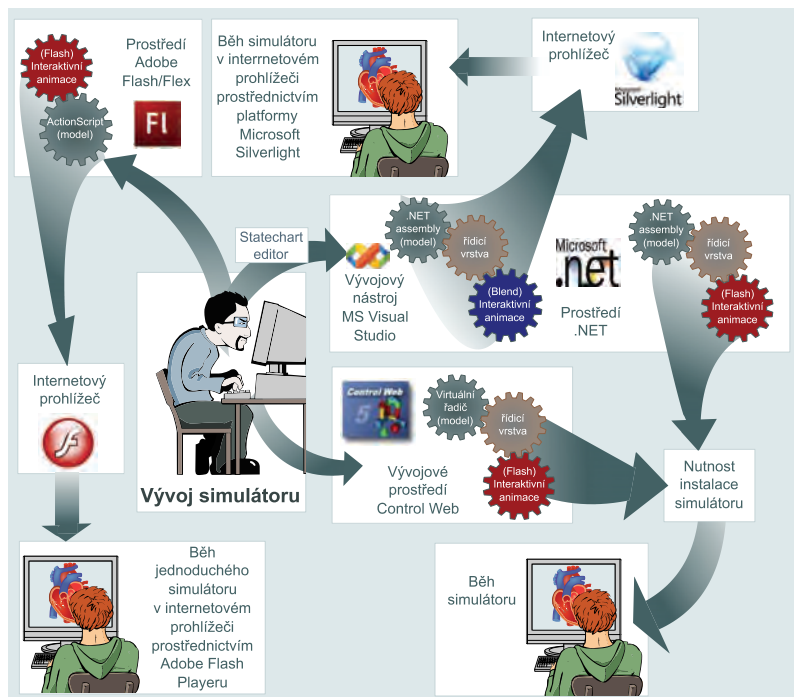 (Flash)
Interaktivní
animace
ActionScript
(model)
Prostředí
Adobe
Flash/Flex
Fl
Běh simulátoru
v interrnetovém
prohlížeči
prostřednictvím
platformy
Microsoft
Silverlight
Internetový
prohlížeč
Microsoft
Silverlight
Statechart
editor
Vývojový
nástroj
MS Visual
Studio
.NET
assembly
(model)
řídicí
vrstva
(Blend)
Interaktivní
animace
Microsoft
.net
Prostředí
.NET
.NET
assembly
(model)
řídicí
vrstva
(Flash)
Interaktivní
animace
Internetový
prohlížeč
Vývoj simulátoru
Control Web
5
Virtuální
řadič
(model)
řídicí
vrstva
(Flash)
Interaktivní
animace
Vývojové
prostředí
Control Web
Nutnost
instalace
simulátoru
Běh
jednoduchého
simulátoru
v internetovém
prohlížeči
prostřednictvím
Adobe Flash
Playeru
Běh
simulátoru